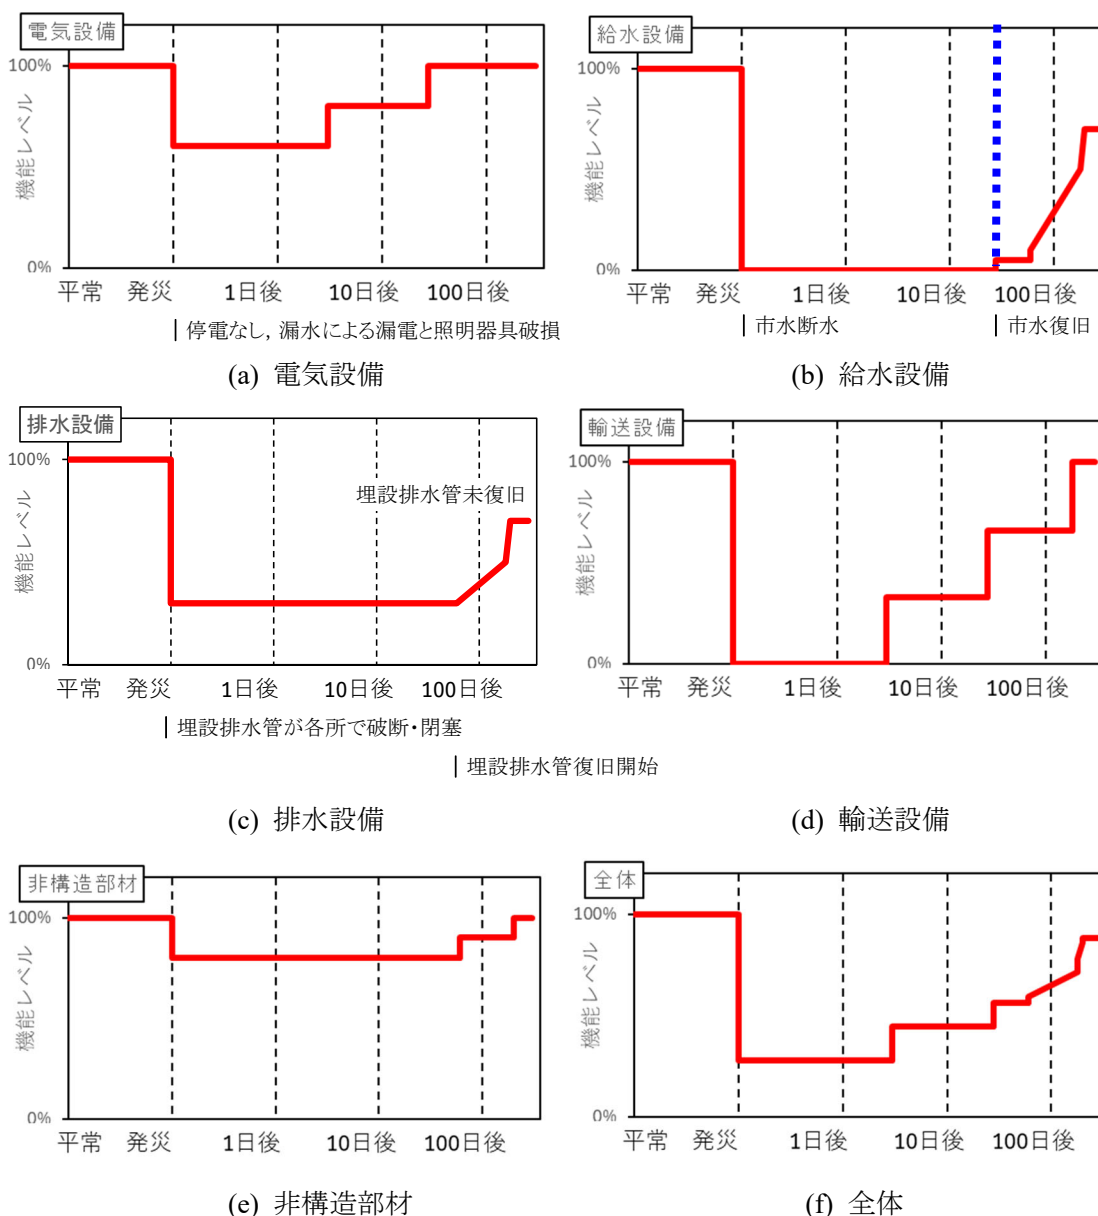 電気設備
100%
機能レベル
0%
平常 発災 1日後 10日後 100日後
停電なし，漏水による漏電と照明器具破損
(a) 電気設備
給水設備
100%
機能レベル
0%
平常 発災 1日後 10日後 100日後
市水断水 市水復旧
(b) 給水設備
排水設備
100%
埋設排水管未復旧
機能レベル
0%
平常 発災 1日後 10日後 100日後
埋設排水管が各所で破断・閉塞
埋設排水管復旧開始
(c) 排水設備
輸送設備
100%
機能レベル
0%
平常 発災 1日後 10日後 100日後
(d) 輸送設備
非構造部材
100%
機能レベル
0%
平常 発災 1日後 10日後 100日後
(e) 非構造部材
全体
100%
機能レベル
0%
平常 発災 1日後 10日後 100日後
(f) 全体